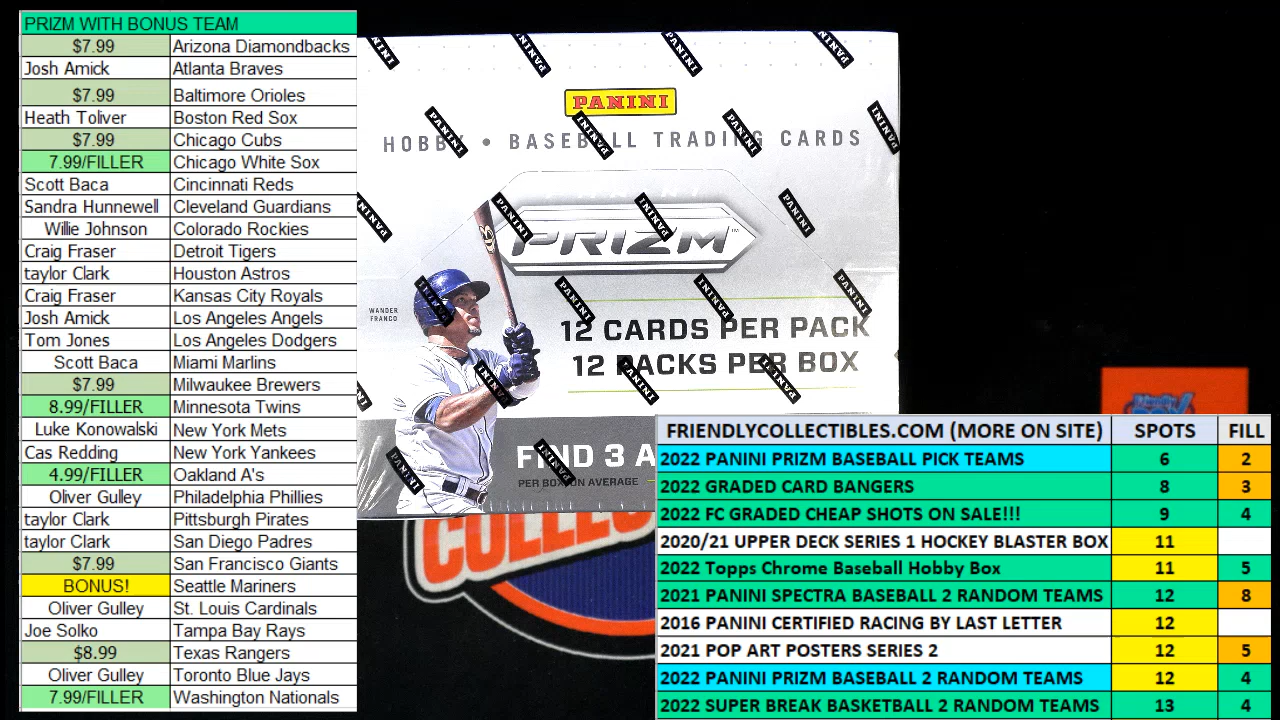 PRIZM WITH BONUS TEAM
$7.99 Arizona Diamondbacks
Josh Amick Atlanta Braves
$7.99 Baltimore Orioles
Heath Toliver Boston Red Sox
$7.99 Chicago Cubs
7.99/FILLER Chicago White Sox
Scott Baca Cincinnati Reds
Sandra Hunnewell Cleveland Guardians
Willie Johnson Colorado Rockies
Craig Fraser Detroit Tigers
taylor Clark Houston Astros
Craig Fraser Kansas City Royals
Josh Amick Los Angeles Angels
Tom Jones Los Angeles Dodgers
Scott Baca Miami Marlins
$7.99 Milwaukee Brewers
8.99/FILLER Minnesota Twins
Luke Konowalski New York Mets
Cas Redding New York Yankees
4.99/FILLER Oakland A's
Oliver Gulley Philadelphia Phillies
taylor Clark Pittsburgh Pirates
taylor Clark San Diego Padres
$7.99 San Francisco Giants
BONUS! Seattle Mariners
Oliver Gulley St. Louis Cardinals
Joe Solko Tampa Bay Rays
$8.99 Texas Rangers
Oliver Gulley Toronto Blue Jays
7.99/FILLER Washington Nationals
PANINI
HOBBY • BASEBALL TRADING CARDS
PRIZM
WANDER
FRANCO
12 CARDS PER PACK
12 PACKS PER BOX
FIND 3 A
PER BOX ON AVERAGE
COLLEC
FRIENDLYCOLLECTIBLES.COM (MORE ON SITE) SPOTS FILL
2022 PANINI PRIZM BASEBALL PICK TEAMS 6 2
2022 GRADED CARD BANGERS 8 3
2022 FC GRADED CHEAP SHOTS ON SALE!!! 9 4
2020/21 UPPER DECK SERIES 1 HOCKEY BLASTER BOX 11
2022 Topps Chrome Baseball Hobby Box 11 5
2021 PANINI SPECTRA BASEBALL 2 RANDOM TEAMS 12 8
2016 PANINI CERTIFIED RACING BY LAST LETTER 12
2021 POP ART POSTERS SERIES 2 12 5
2022 PANINI PRIZM BASEBALL 2 RANDOM TEAMS 12 4
2022 SUPER BREAK BASKETBALL 2 RANDOM TEAMS 13 4